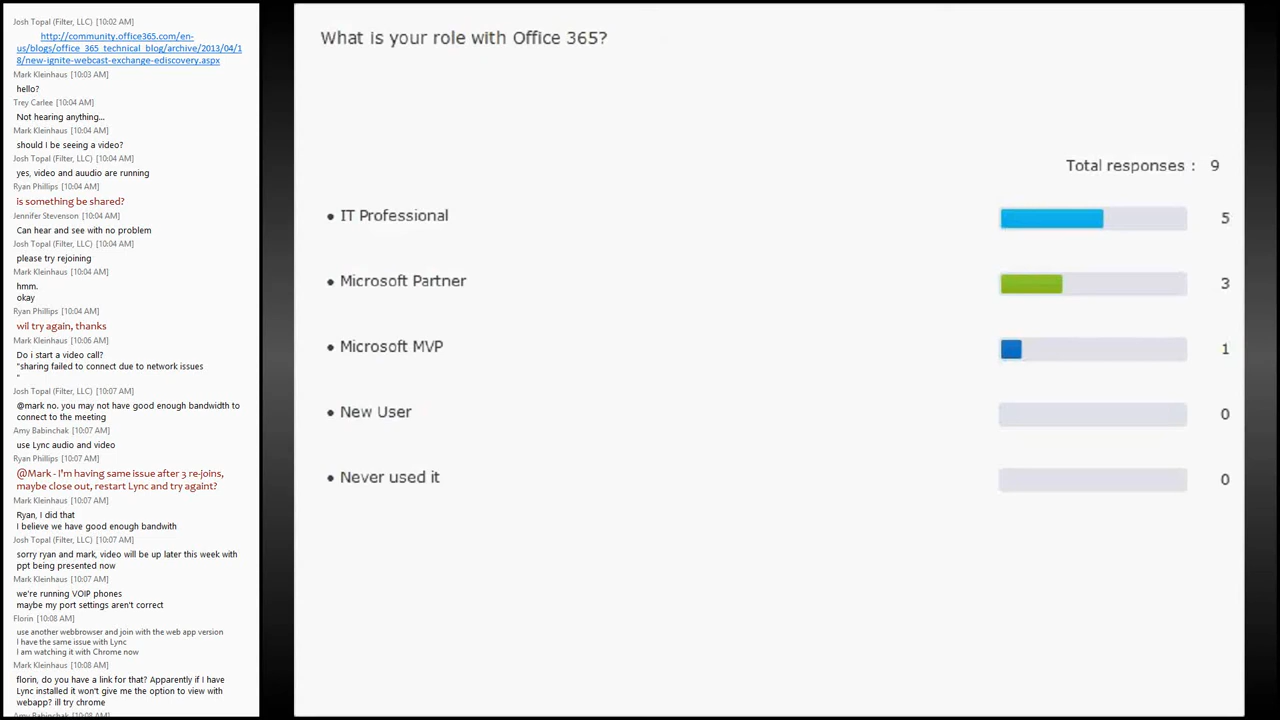 Josh Topal (Filter, LLC) [10:02 AM]
http://community.office365.com/en-
us/blogs/office_365_technical_blog/archive/2013/04/1
8/new-ignite-webcast-exchange-ediscovery.aspx
Mark Kleinhaus [10:03 AM]
hello?
Trey Carlee [10:04 AM]
Not hearing anything...
Mark Kleinhaus [10:04 AM]
should I be seeing a video?
Josh Topal (Filter, LLC) [10:04 AM]
yes, video and auudio are running
Ryan Phillips [10:04 AM]
is something be shared?
Jennifer Stevenson [10:04 AM]
Can hear and see with no problem
Josh Topal (Filter, LLC) [10:04 AM]
please try rejoining
Mark Kleinhaus [10:04 AM]
hmm.
okay
Ryan Phillips [10:04 AM]
wil try again, thanks
Mark Kleinhaus [10:06 AM]
Do i start a video call?
"sharing failed to connect due to network issues
"
Josh Topal (Filter, LLC) [10:07 AM]
@mark no. you may not have good enough bandwidth to
connect to the meeting
Amy Babinchak [10:07 AM]
use Lync audio and video
Ryan Phillips [10:07 AM]
@Mark - I'm having same issue after 3 re-joins,
maybe close out, restart Lync and try againt?
Mark Kleinhaus [10:07 AM]
Ryan, I did that
I believe we have good enough bandwith
Josh Topal (Filter, LLC) [10:07 AM]
sorry ryan and mark, video will be up later this week with
ppt being presented now
Mark Kleinhaus [10:07 AM]
we're running VOIP phones
maybe my port settings aren't correct
Florin [10:08 AM]
use another webbrowser and join with the web app version
I have the same issue with Lync
I am watching it with Chrome now
Mark Kleinhaus [10:08 AM]
florin, do you have a link for that? Apparently if I have
Lync installed it won't give me the option to view with
webapp? ill try chrome
Amy Babinchak [10:08 AM]
What is your role with Office 365?
Total responses : 9
• IT Professional 5
• Microsoft Partner 3
• Microsoft MVP 1
• New User 0
• Never used it 0